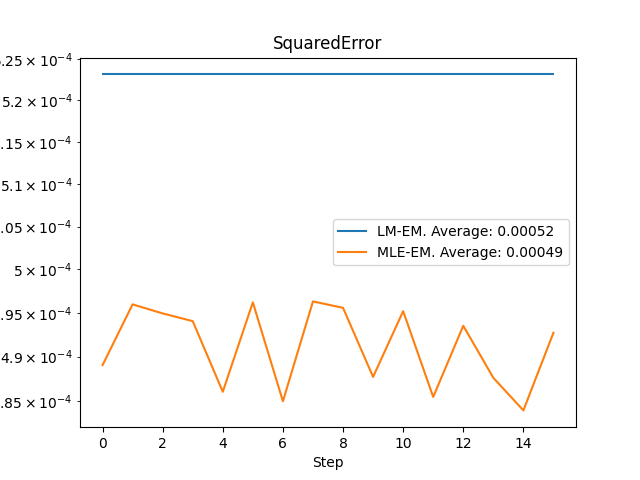 SquaredError
.25 × 10⁻⁴
5.2 × 10⁻⁴
.15 × 10⁻⁴
5.1 × 10⁻⁴
.05 × 10⁻⁴
5 × 10⁻⁴
.95 × 10⁻⁴
4.9 × 10⁻⁴
.85 × 10⁻⁴
LM-EM. Average: 0.00052
MLE-EM. Average: 0.00049
0 2 4 6 8 10 12 14
Step